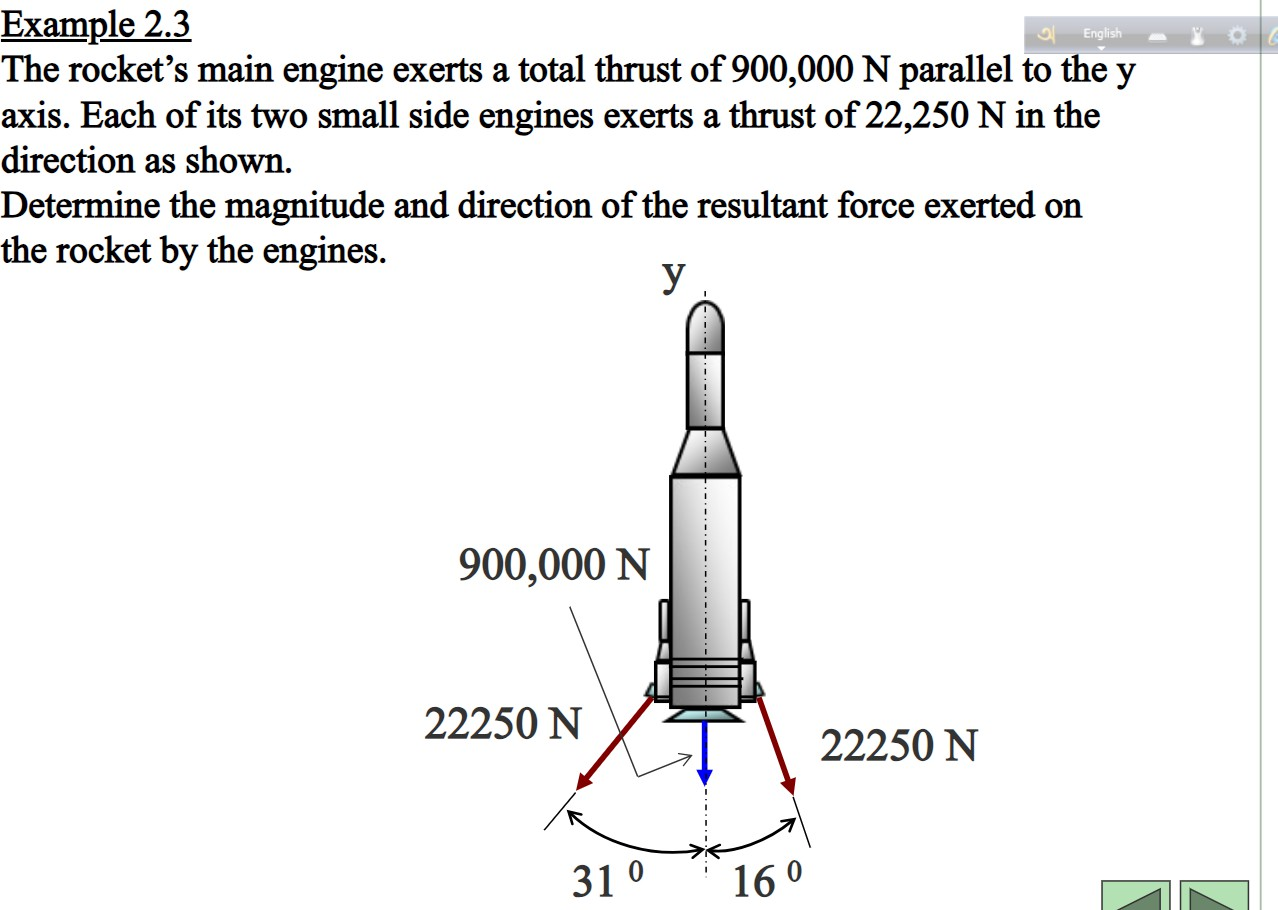 Example 2.3
English
The rocket’s main engine exerts a total thrust of 900,000 N parallel to the y
axis. Each of its two small side engines exerts a thrust of 22,250 N in the
direction as shown.
Determine the magnitude and direction of the resultant force exerted on
the rocket by the engines.
y
900,000 N
22250 N
22250 N
31 ⁰
16 ⁰